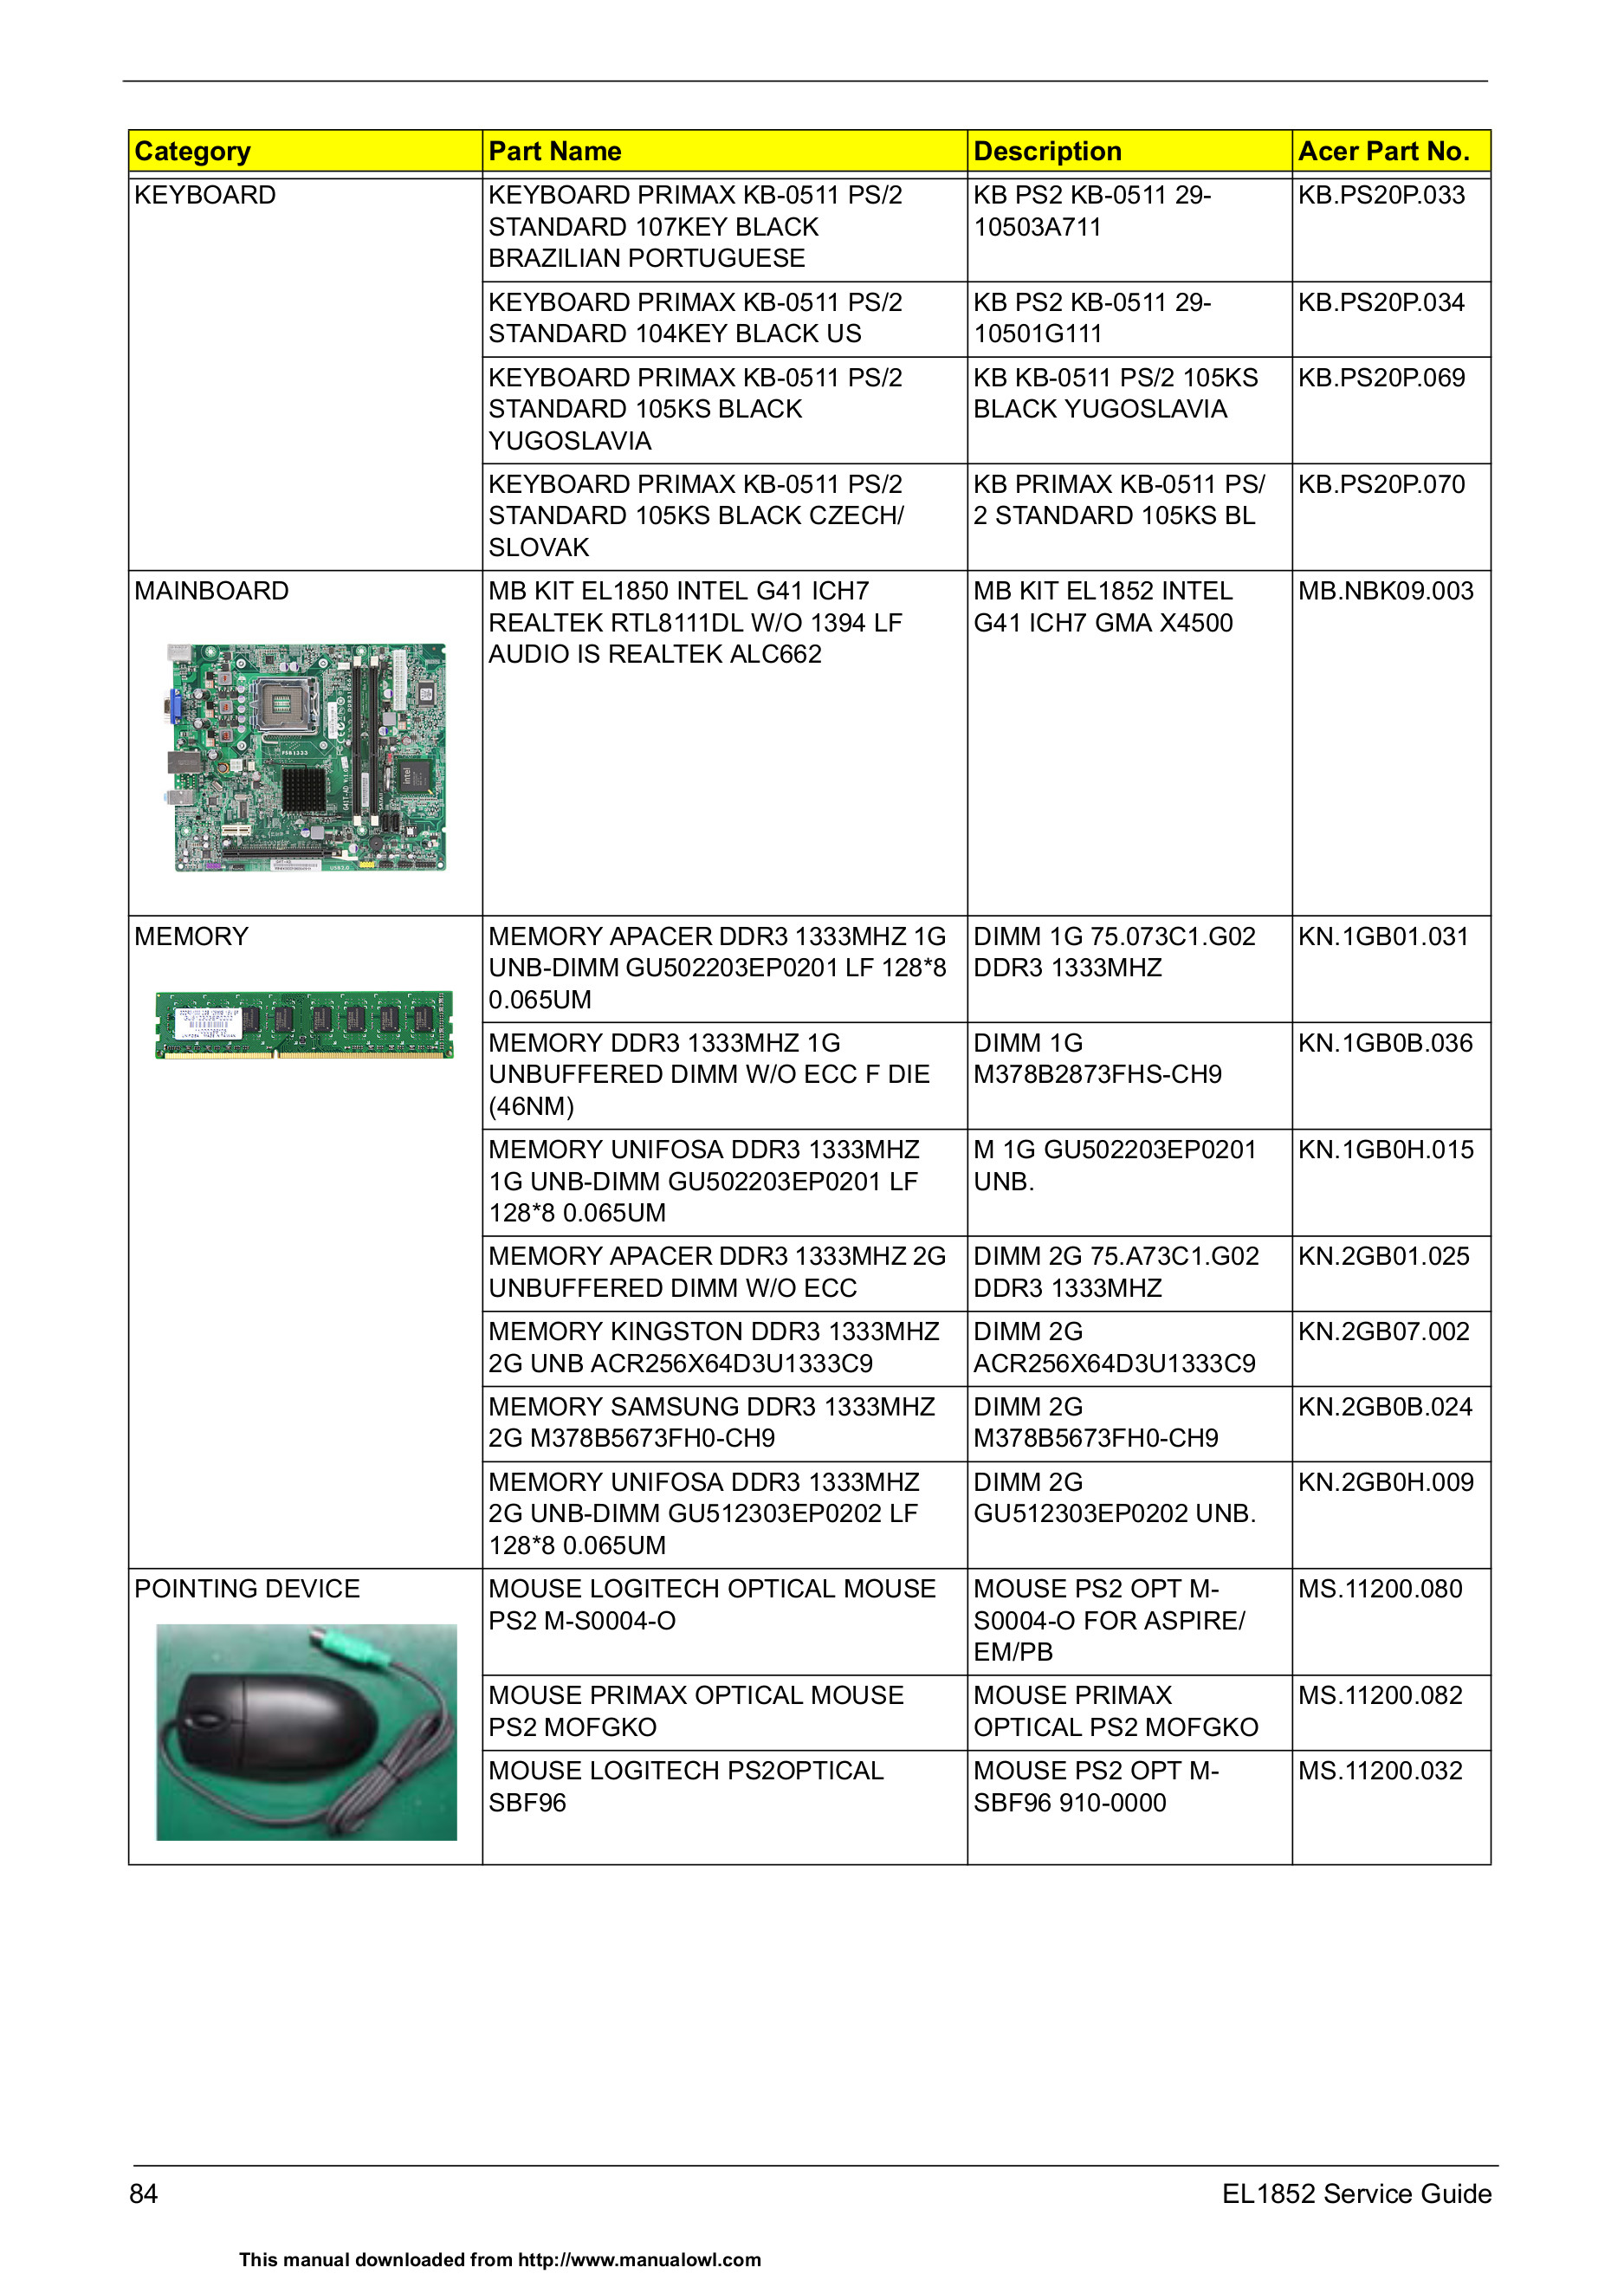 Category Part Name Description Acer Part No.
KEYBOARD
KEYBOARD PRIMAX KB-0511 PS/2
STANDARD 107KEY BLACK
BRAZILIAN PORTUGUESE
KB PS2 KB-0511 29-
10503A711
KB.PS20P.033
KEYBOARD PRIMAX KB-0511 PS/2
STANDARD 104KEY BLACK US
KB PS2 KB-0511 29-
10501G111
KB.PS20P.034
KEYBOARD PRIMAX KB-0511 PS/2
STANDARD 105KS BLACK
YUGOSLAVIA
KB KB-0511 PS/2 105KS
BLACK YUGOSLAVIA
KB.PS20P.069
KEYBOARD PRIMAX KB-0511 PS/2
STANDARD 105KS BLACK CZECH/
SLOVAK
KB PRIMAX KB-0511 PS/
2 STANDARD 105KS BL
KB.PS20P.070
MAINBOARD
MB KIT EL1850 INTEL G41 ICH7
REALTEK RTL8111DL W/O 1394 LF
AUDIO IS REALTEK ALC662
MB KIT EL1852 INTEL
G41 ICH7 GMA X4500
MB.NBK09.003
MEMORY
MEMORY APACER DDR3 1333MHZ 1G
UNB-DIMM GU502203EP0201 LF 128*8
0.065UM
DIMM 1G 75.073C1.G02
DDR3 1333MHZ
KN.1GB01.031
MEMORY DDR3 1333MHZ 1G
UNBUFFERED DIMM W/O ECC F DIE
(46NM)
DIMM 1G
M378B2873FHS-CH9
KN.1GB0B.036
MEMORY UNIFOSA DDR3 1333MHZ
1G UNB-DIMM GU502203EP0201 LF
128*8 0.065UM
M 1G GU502203EP0201
UNB.
KN.1GB0H.015
MEMORY APACER DDR3 1333MHZ 2G
UNBUFFERED DIMM W/O ECC
DIMM 2G 75.A73C1.G02
DDR3 1333MHZ
KN.2GB01.025
MEMORY KINGSTON DDR3 1333MHZ
2G UNB ACR256X64D3U1333C9
DIMM 2G
ACR256X64D3U1333C9
KN.2GB07.002
MEMORY SAMSUNG DDR3 1333MHZ
2G M378B5673FH0-CH9
DIMM 2G
M378B5673FH0-CH9
KN.2GB0B.024
MEMORY UNIFOSA DDR3 1333MHZ
2G UNB-DIMM GU512303EP0202 LF
128*8 0.065UM
DIMM 2G
GU512303EP0202 UNB.
KN.2GB0H.009
POINTING DEVICE
MOUSE LOGITECH OPTICAL MOUSE
PS2 M-S0004-O
MOUSE PS2 OPT M-
S0004-O FOR ASPIRE/
EM/PB
MS.11200.080
MOUSE PRIMAX OPTICAL MOUSE
PS2 MOFGKO
MOUSE PRIMAX
OPTICAL PS2 MOFGKO
MS.11200.082
MOUSE LOGITECH PS2OPTICAL
SBF96
MOUSE PS2 OPT M-
SBF96 910-0000
MS.11200.032
84 EL1852 Service Guide
This manual downloaded from http://www.manualowl.com